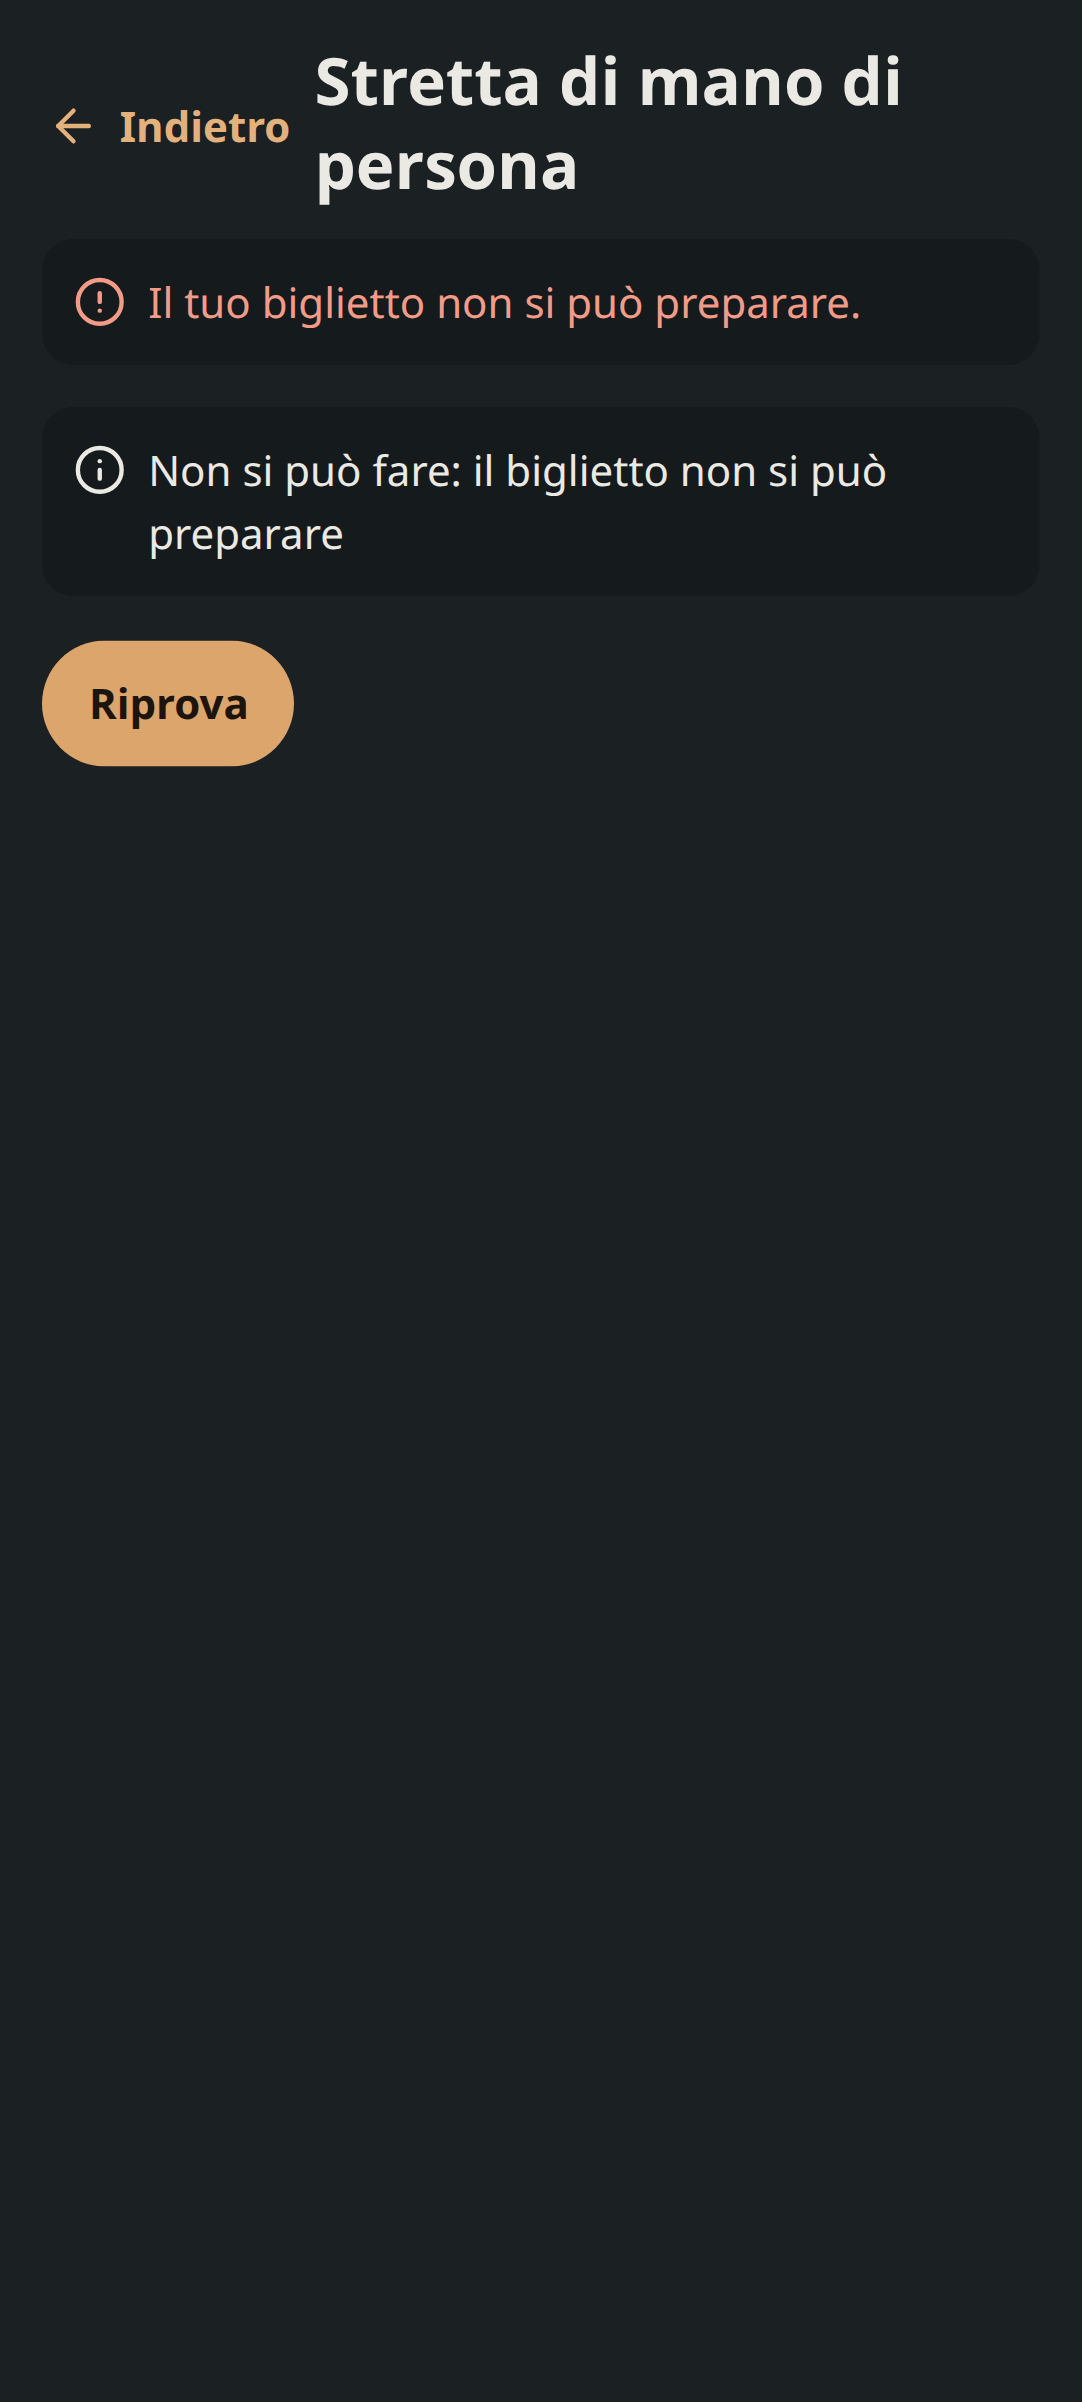 Indietro
Stretta di mano di
persona
Il tuo biglietto non si può preparare.
Non si può fare: il biglietto non si può
preparare
Riprova